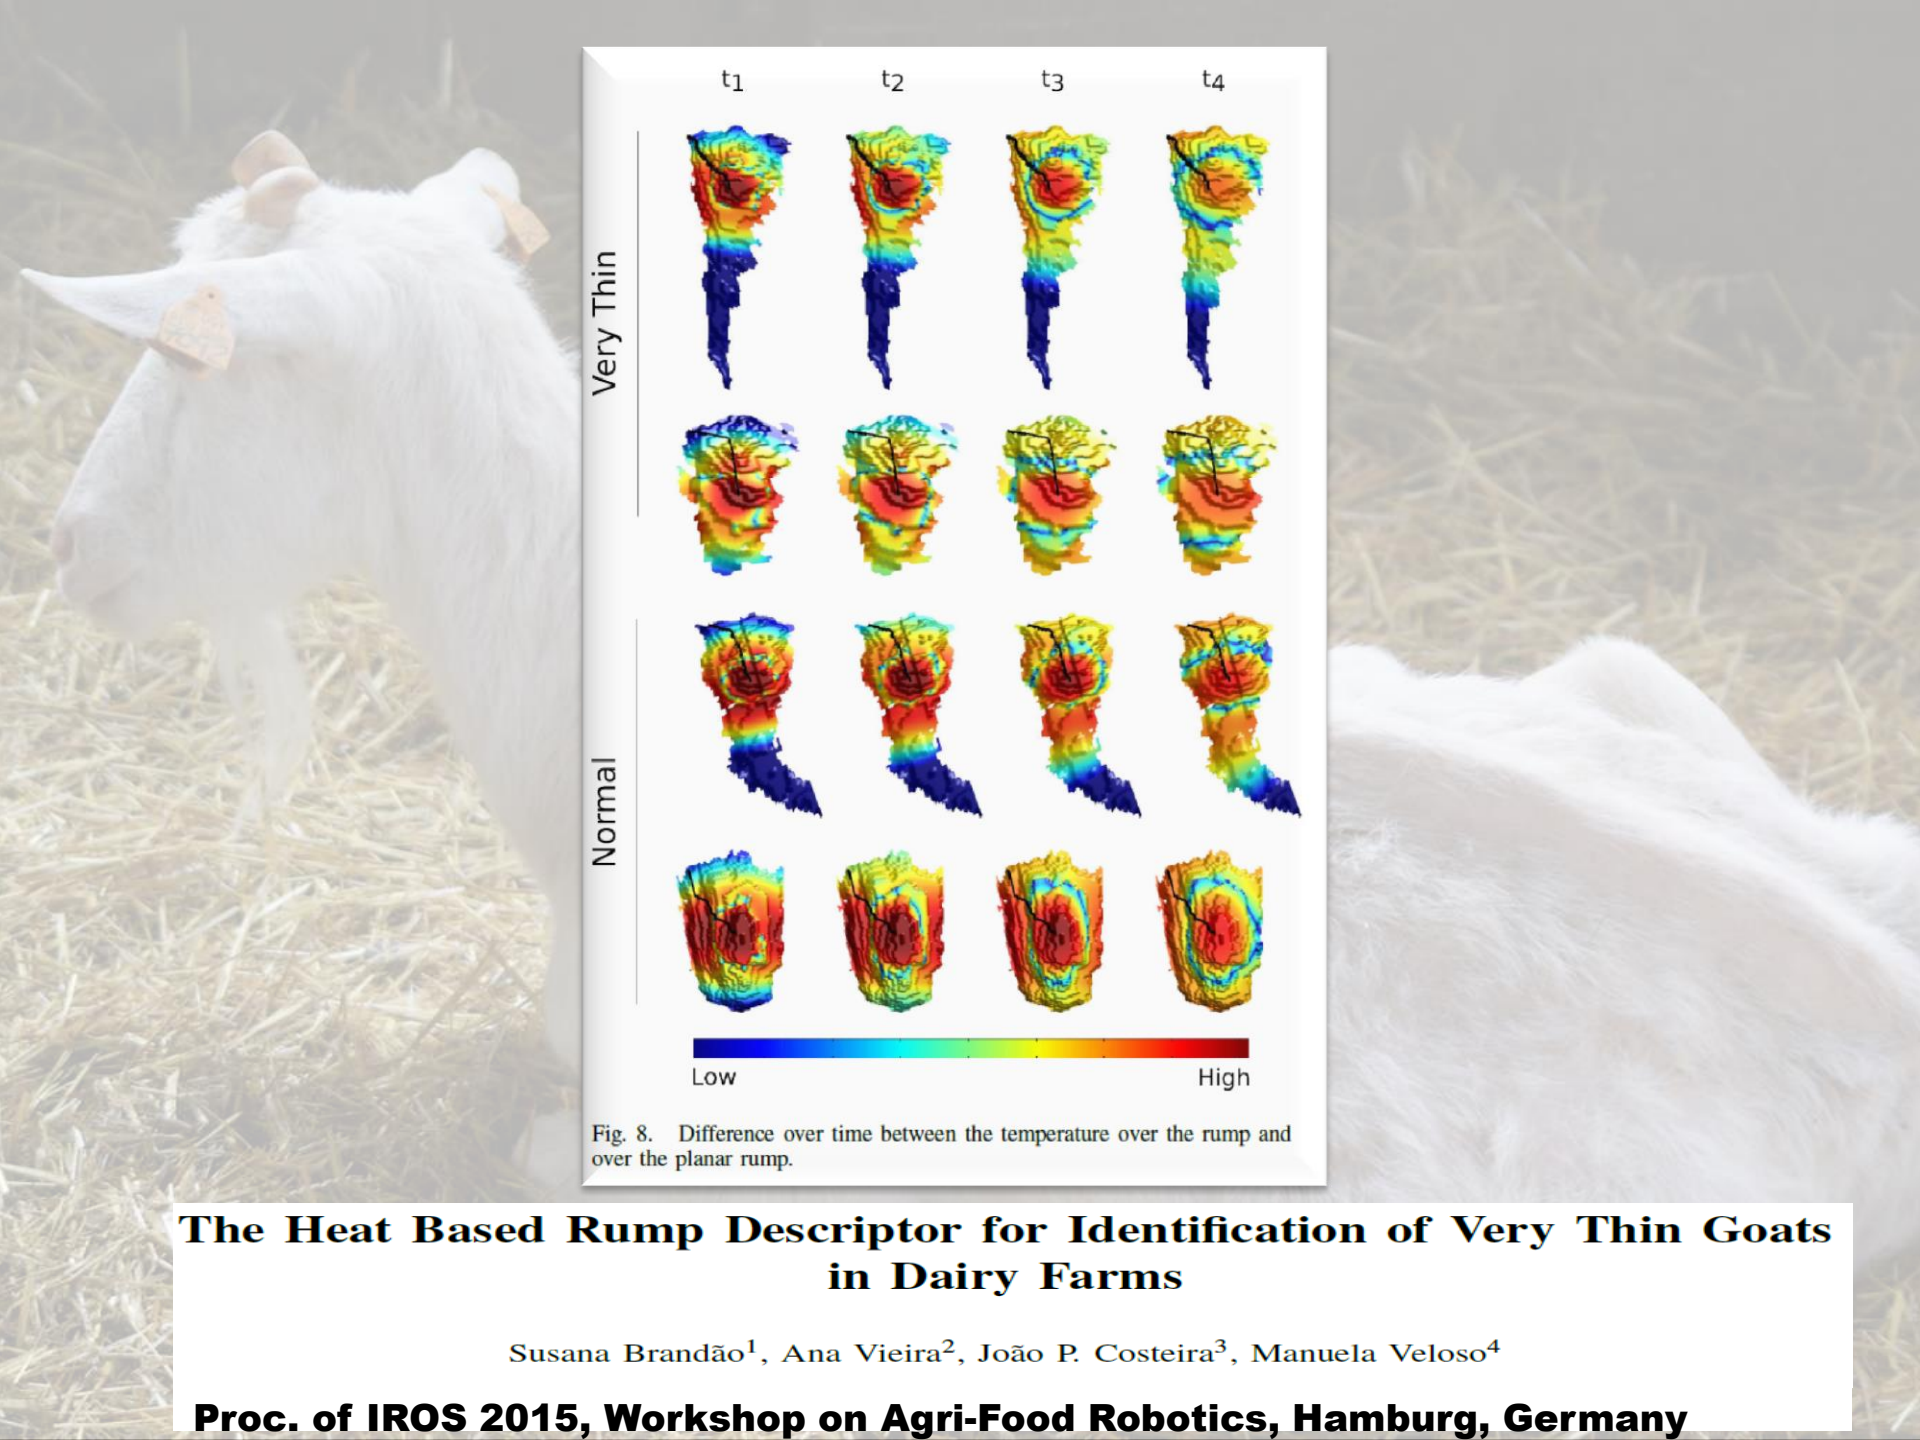 t1 t2 t3 t4
Very Thin
Normal
Low High
Fig. 8. Difference over time between the temperature over the rump and
over the planar rump.
The Heat Based Rump Descriptor for Identification of Very Thin Goats
in Dairy Farms
Susana Brandão¹, Ana Vieira², João P. Costeira³, Manuela Veloso⁴
Proc. of IROS 2015, Workshop on Agri-Food Robotics, Hamburg, Germany